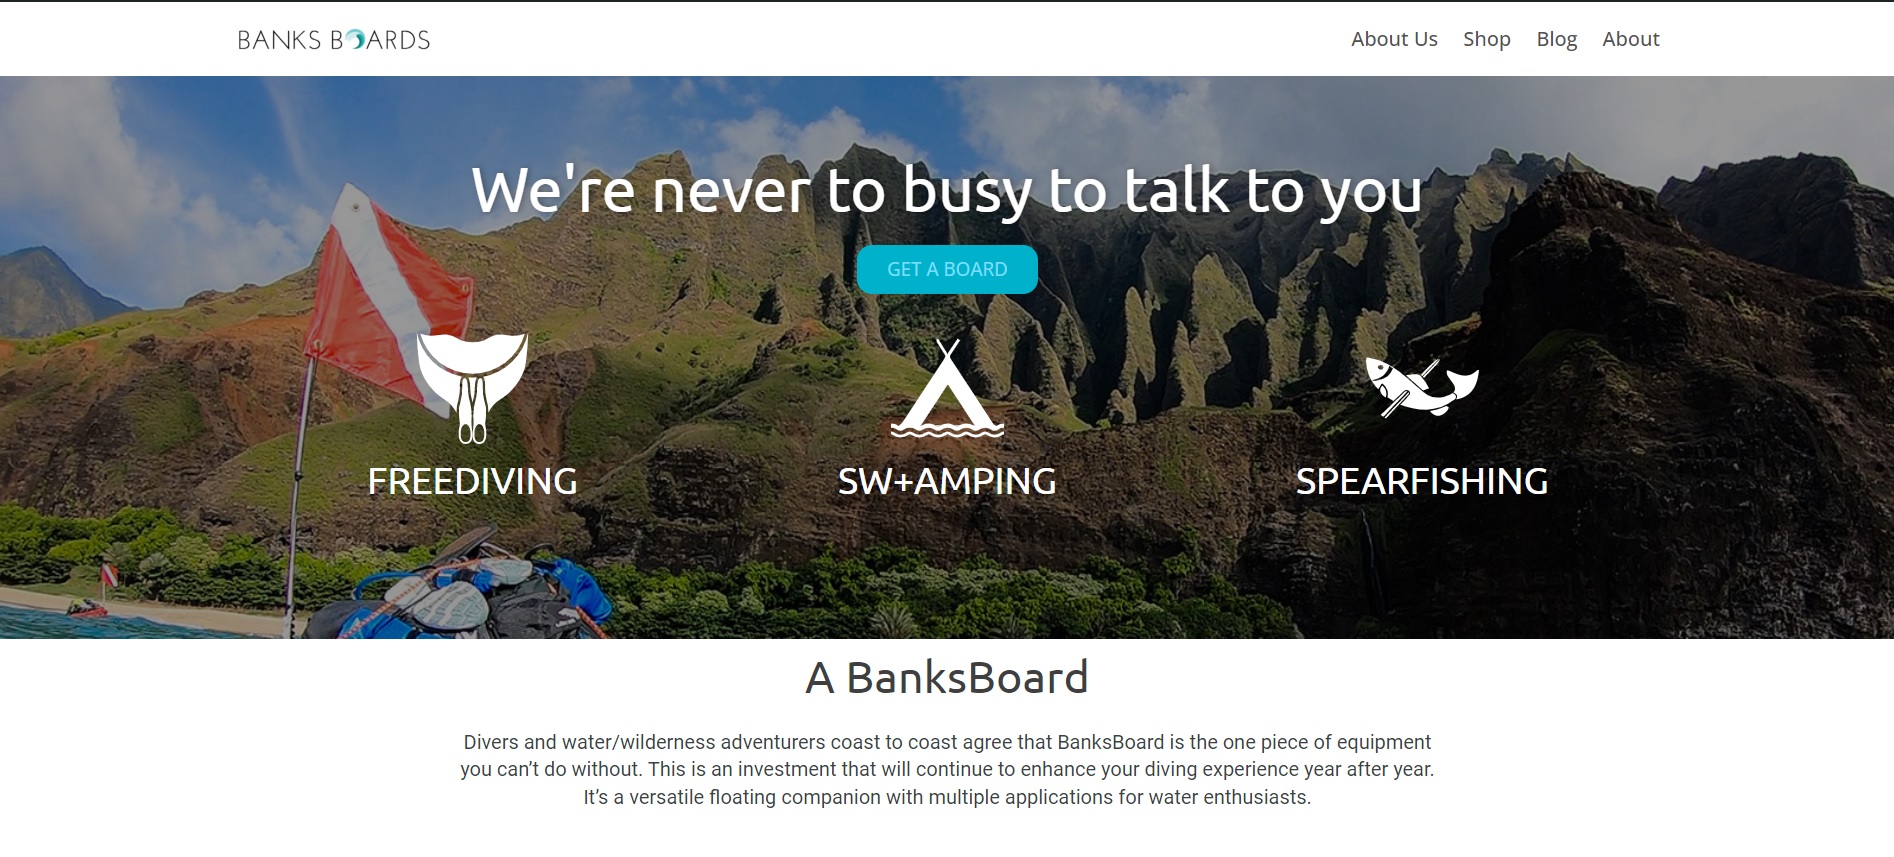 BANKS BOARDS
About Us Shop Blog About
We're never to busy to talk to you
GET A BOARD
FREEDIVING SW+AMPING SPEARFISHING
A BanksBoard
Divers and water/wilderness adventurers coast to coast agree that BanksBoard is the one piece of equipment
you can’t do without. This is an investment that will continue to enhance your diving experience year after year.
It’s a versatile floating companion with multiple applications for water enthusiasts.